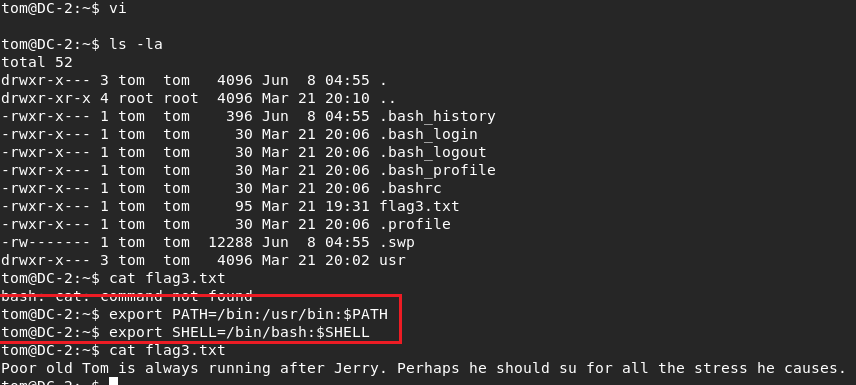 tom@DC-2:~$ vi
tom@DC-2:~$ ls -la
total 52
drwxr-x--- 3 tom  tom   4096 Jun  8 04:55 .
drwxr-xr-x 4 root root  4096 Mar 21 20:10 ..
-rwxr-x--- 1 tom  tom    396 Jun  8 04:55 .bash_history
-rwxr-x--- 1 tom  tom     30 Mar 21 20:06 .bash_login
-rwxr-x--- 1 tom  tom     30 Mar 21 20:06 .bash_logout
-rwxr-x--- 1 tom  tom     30 Mar 21 20:06 .bash_profile
-rwxr-x--- 1 tom  tom     30 Mar 21 20:06 .bashrc
-rwxr-x--- 1 tom  tom     95 Mar 21 19:31 flag3.txt
-rwxr-x--- 1 tom  tom     30 Mar 21 20:06 .profile
-rw------- 1 tom  tom  12288 Jun  8 04:55 .swp
drwxr-x--- 3 tom  tom   4096 Mar 21 20:02 usr
tom@DC-2:~$ cat flag3.txt
bash: cat: command not found
tom@DC-2:~$ export PATH=/bin:/usr/bin:$PATH
tom@DC-2:~$ export SHELL=/bin/bash:$SHELL
tom@DC-2:~$ cat flag3.txt
Poor old Tom is always running after Jerry. Perhaps he should su for all the stress he causes.
tom@DC-2:~$